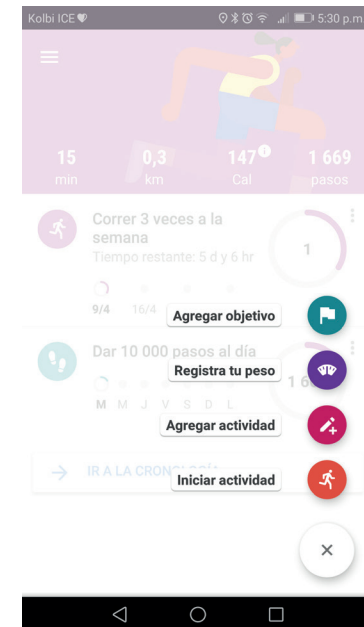 Kolbi ICE 5:30 p.m.
15 0,3 147 1 669
min km Cal pasos
Correr 3 veces a la
semana
Tiempo restante: 5 d y 6 hr
1
9/4 16/4
Agregar objetivo
Dar 10 000 pasos al día
Registra tu peso
1 6
M M J V S D L
Agregar actividad
IR A LA CRONOLOGÍA
Iniciar actividad